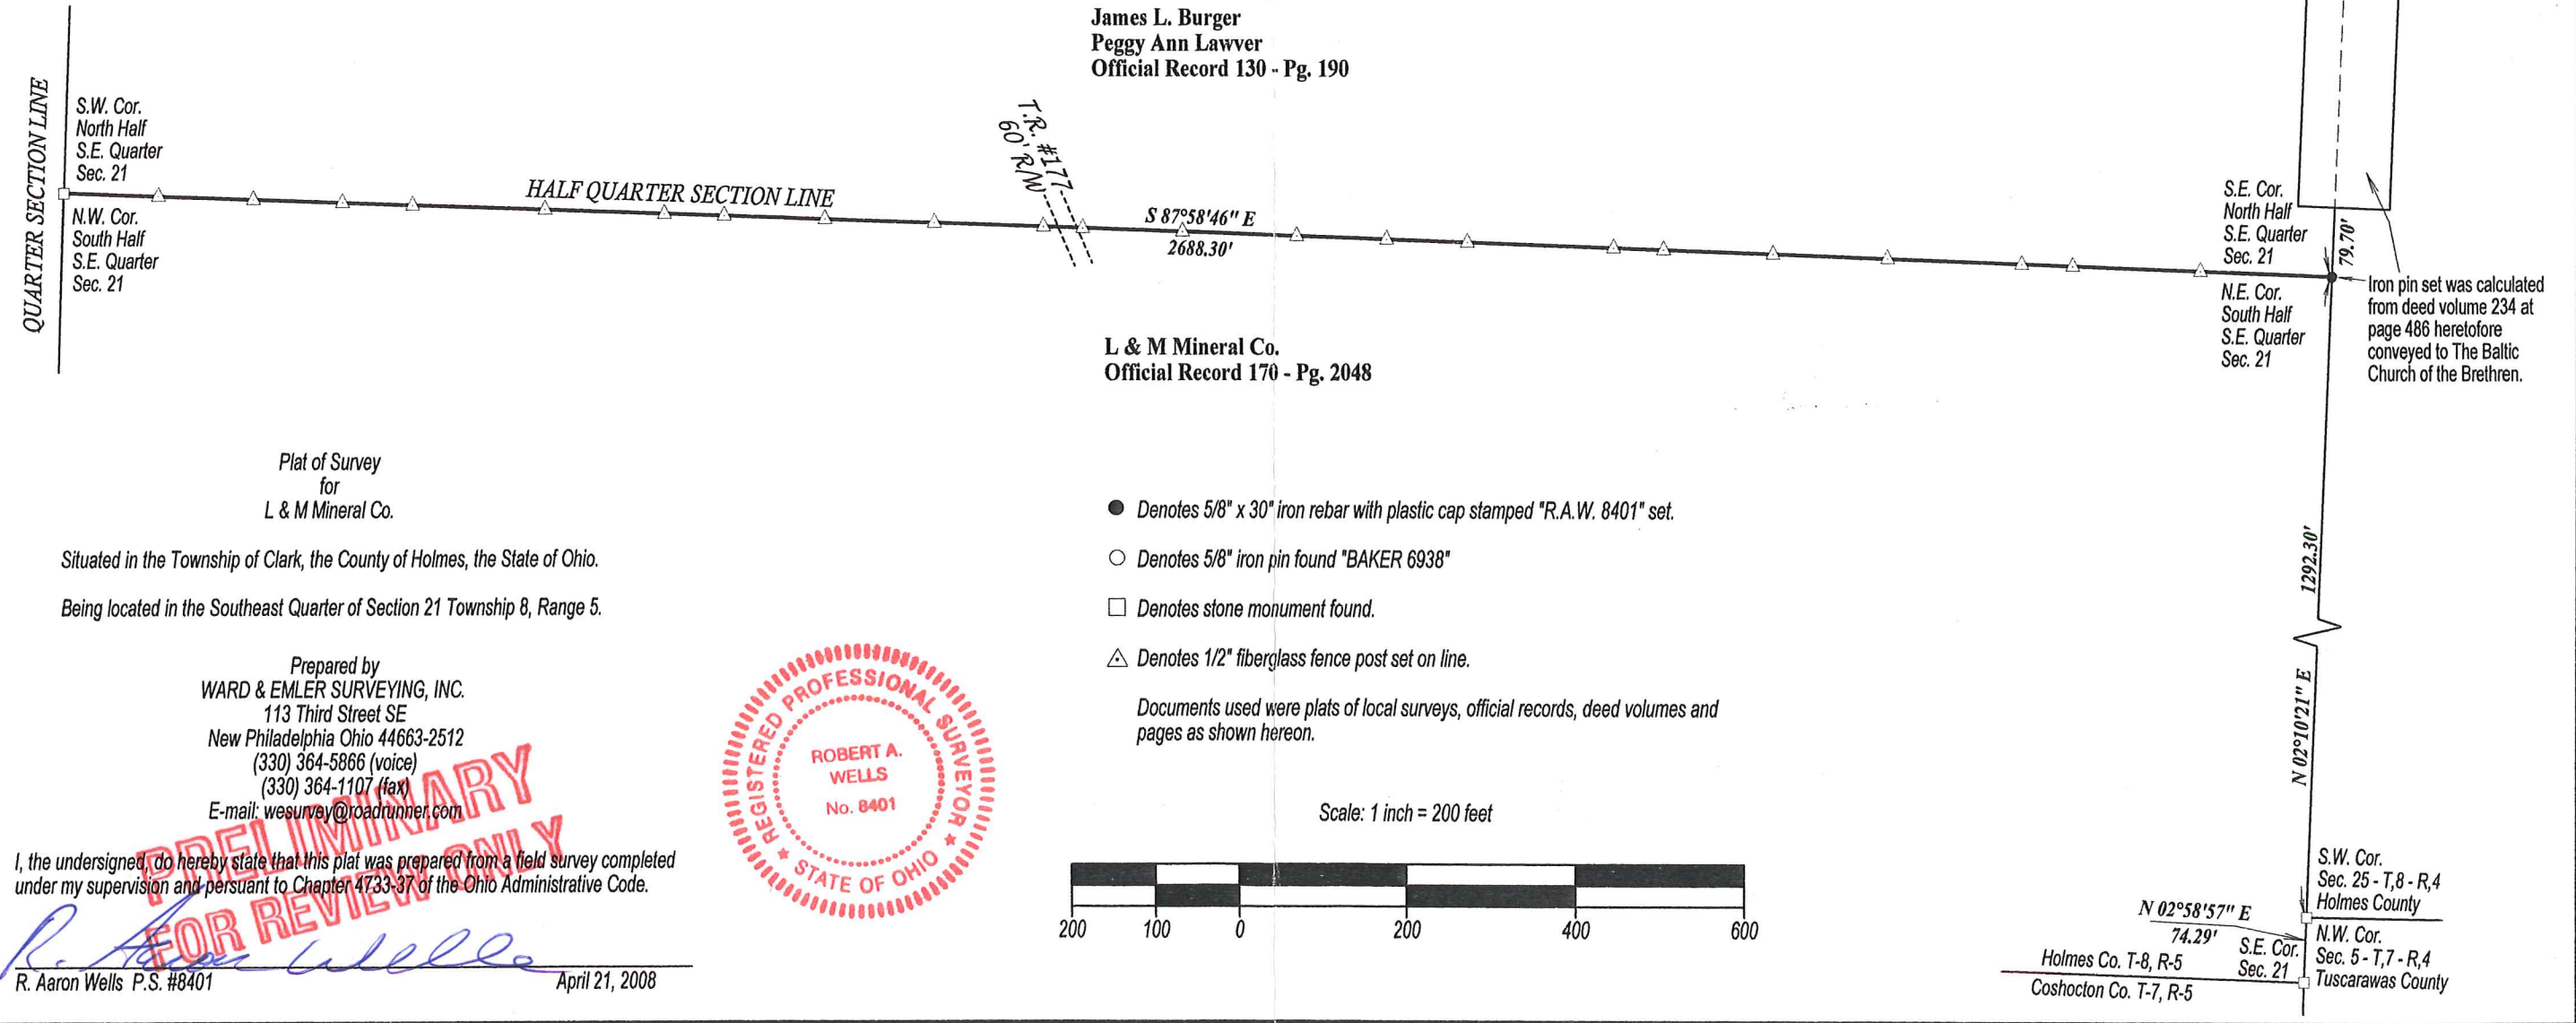 James L. Burger
Peggy Ann Lawver
Official Record 130 - Pg. 190
QUARTER SECTION LINE
S.W. Cor.
North Half
S.E. Quarter
Sec. 21
N.W. Cor.
South Half
S.E. Quarter
Sec. 21
HALF QUARTER SECTION LINE
T.R. #177
60' R/W
S 87°58'46" E
2688.30'
S.E. Cor.
North Half
S.E. Quarter
Sec. 21
N.E. Cor.
South Half
S.E. Quarter
Sec. 21
79.70'
Iron pin set was calculated
from deed volume 234 at
page 486 heretofore
conveyed to The Baltic
Church of the Brethren.
L & M Mineral Co.
Official Record 170 - Pg. 2048
Plat of Survey
for
L & M Mineral Co.
Situated in the Township of Clark, the County of Holmes, the State of Ohio.
Being located in the Southeast Quarter of Section 21 Township 8, Range 5.
Prepared by
WARD & EMLER SURVEYING, INC.
113 Third Street SE
New Philadelphia Ohio 44663-2512
(330) 364-5866 (voice)
(330) 364-1107 (fax)
E-mail: wesurvey@roadrunner.com
PRELIMINARY
FOR REVIEW ONLY
I, the undersigned, do hereby state that this plat was prepared from a field survey completed
under my supervision and persuant to Chapter 4733-37 of the Ohio Administrative Code.
R. Aaron Wells
R. Aaron Wells P.S. #8401
April 21, 2008
REGISTERED PROFESSIONAL SURVEYOR
STATE OF OHIO
ROBERT A.
WELLS
No. 8401
Denotes 5/8" x 30" iron rebar with plastic cap stamped "R.A.W. 8401" set.
Denotes 5/8" iron pin found "BAKER 6938"
Denotes stone monument found.
Denotes 1/2" fiberglass fence post set on line.
Documents used were plats of local surveys, official records, deed volumes and
pages as shown hereon.
Scale: 1 inch = 200 feet
200 100 0 200 400 600
1292.30'
N 02°10'21" E
S.W. Cor.
Sec. 25 - T,8 - R,4
Holmes County
N 02°58'57" E
74.29'
S.E. Cor.
Sec. 21
N.W. Cor.
Sec. 5 - T,7 - R,4
Tuscarawas County
Holmes Co. T-8, R-5
Coshocton Co. T-7, R-5